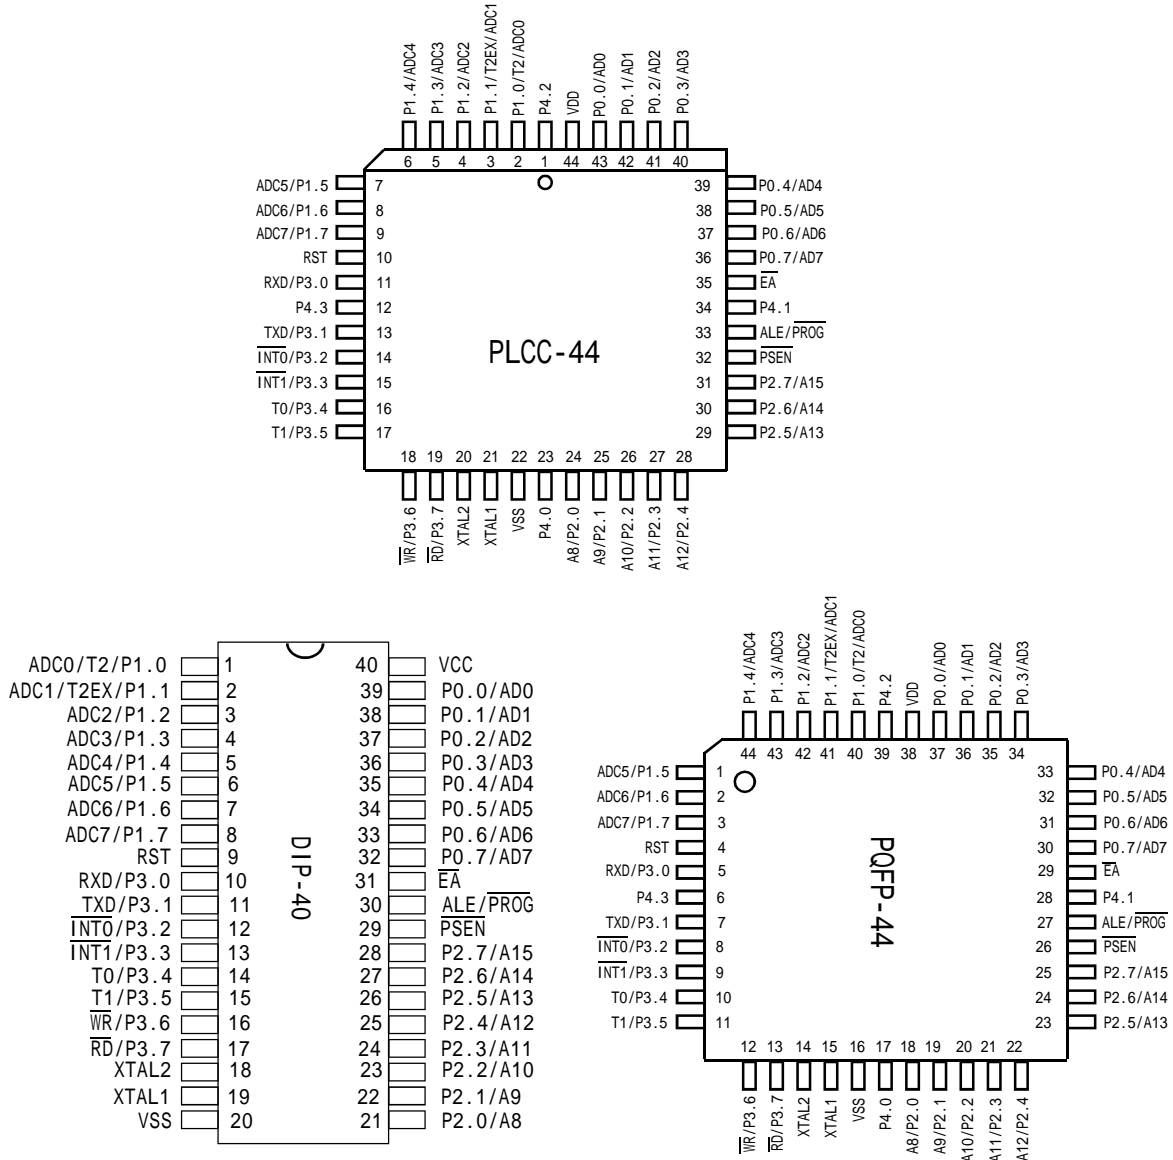 P1.4/ADC4
P1.3/ADC3
P1.2/ADC2
P1.1/T2EX/ADC1
P1.0/T2/ADC0
P4.2
VDD
P0.0/AD0
P0.1/AD1
P0.2/AD2
P0.3/AD3
6 5 4 3 2 1 44 43 42 41 40
ADC5/P1.5 7 39 P0.4/AD4
ADC6/P1.6 8 38 P0.5/AD5
ADC7/P1.7 9 37 P0.6/AD6
RST 10 36 P0.7/AD7
RXD/P3.0 11 35 EA
P4.3 12 34 P4.1
TXD/P3.1 13 33 ALE/PROG
INT0/P3.2 14 32 PSEN
INT1/P3.3 15 31 P2.7/A15
T0/P3.4 16 30 P2.6/A14
T1/P3.5 17 29 P2.5/A13
PLCC-44
18 19 20 21 22 23 24 25 26 27 28
WR/P3.6
RD/P3.7
XTAL2
XTAL1
VSS
P4.0
A8/P2.0
A9/P2.1
A10/P2.2
A11/P2.3
A12/P2.4
ADC0/T2/P1.0 1 40 VCC
ADC1/T2EX/P1.1 2 39 P0.0/AD0
ADC2/P1.2 3 38 P0.1/AD1
ADC3/P1.3 4 37 P0.2/AD2
ADC4/P1.4 5 36 P0.3/AD3
ADC5/P1.5 6 35 P0.4/AD4
ADC6/P1.6 7 34 P0.5/AD5
ADC7/P1.7 8 33 P0.6/AD6
RST 9 32 P0.7/AD7
RXD/P3.0 10 31 EA
TXD/P3.1 11 30 ALE/PROG
INT0/P3.2 12 29 PSEN
INT1/P3.3 13 28 P2.7/A15
T0/P3.4 14 27 P2.6/A14
T1/P3.5 15 26 P2.5/A13
WR/P3.6 16 25 P2.4/A12
RD/P3.7 17 24 P2.3/A11
XTAL2 18 23 P2.2/A10
XTAL1 19 22 P2.1/A9
VSS 20 21 P2.0/A8
DIP-40
P1.4/ADC4
P1.3/ADC3
P1.2/ADC2
P1.1/T2EX/ADC1
P1.0/T2/ADC0
P4.2
VDD
P0.0/AD0
P0.1/AD1
P0.2/AD2
P0.3/AD3
44 43 42 41 40 39 38 37 36 35 34
ADC5/P1.5 1 33 P0.4/AD4
ADC6/P1.6 2 32 P0.5/AD5
ADC7/P1.7 3 31 P0.6/AD6
RST 4 30 P0.7/AD7
RXD/P3.0 5 29 EA
P4.3 6 28 P4.1
TXD/P3.1 7 27 ALE/PROG
INT0/P3.2 8 26 PSEN
INT1/P3.3 9 25 P2.7/A15
T0/P3.4 10 24 P2.6/A14
T1/P3.5 11 23 P2.5/A13
PQFP-44
12 13 14 15 16 17 18 19 20 21 22
WR/P3.6
RD/P3.7
XTAL2
XTAL1
VSS
P4.0
A8/P2.0
A9/P2.1
A10/P2.2
A11/P2.3
A12/P2.4